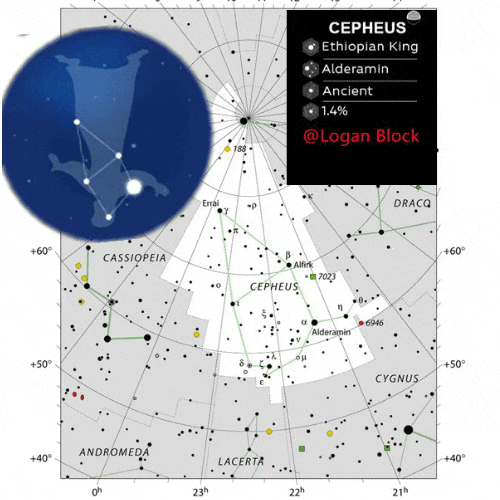 CEPHEUS
Ethiopian King
Alderamin
Ancient
1.4%
@Logan Block
188
κ
Errai γ
ρ
π
DRACO
+60°
CASSIOPEIA
β
Alfirk
+60°
7023
ο
CEPHEUS
ξ
η
θ
α
6946
Alderamin
ν
+50°
δ
ζ
λ
μ
+50°
ε
CYGNUS
ANDROMEDA
LACERTA
+40°
+40°
0h
23h
22h
21h